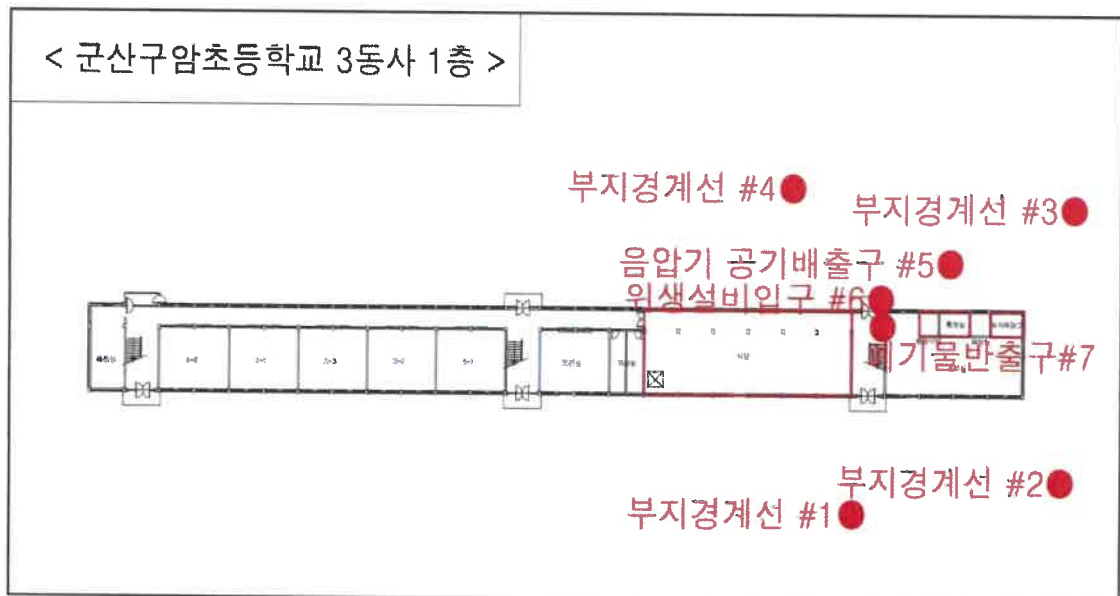 < 군산구암초등학교 3동사 1층 >
부지경계선 #4
부지경계선 #3
음압기 공기배출구 #5
위생설비입구 #6
폐기물반출구#7
식당
부지경계선 #2
부지경계선 #1